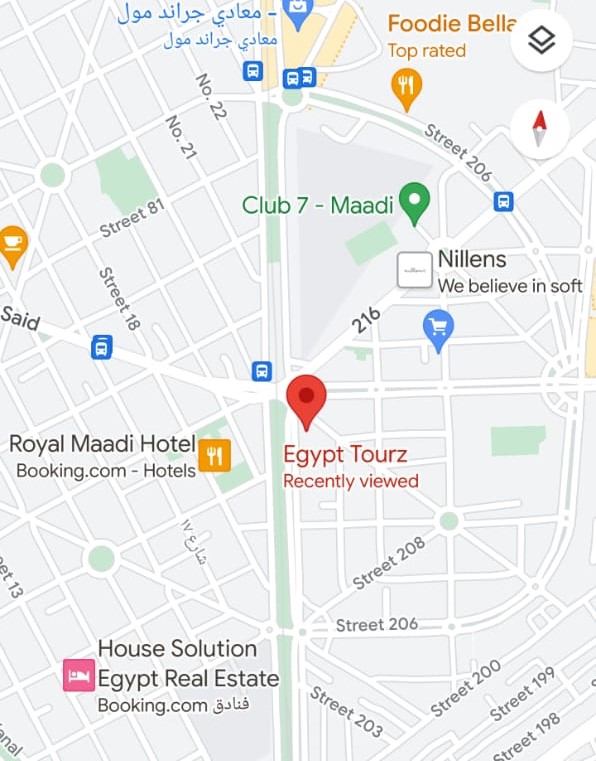 معادي جراند مول -
معادي جراند مول
Foodie Bella
Top rated
No. 22
No. 21
Street 206
Street 81
Club 7 - Maadi
Nillens
We believe in soft
Street 18
Said
216
Royal Maadi Hotel
Booking.com - Hotels
Egypt Tourz
Recently viewed
شارع ١٧
Street 208
Street 206
House Solution
Egypt Real Estate
Booking.com فنادق
Street 203
Street 200
Street 199
Street 198